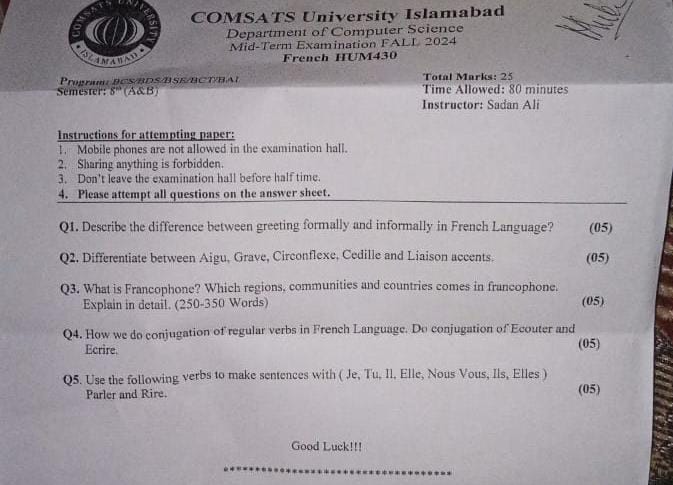 COMSATS UNIVERSITY
ISLAMABAD
COMSATS University Islamabad
Department of Computer Science
Mid-Term Examination FALL 2024
French HUM430
Program: BCS/BDS/BSE/BCT/BAI
Total Marks: 25
Semester: 8th (A&B)
Time Allowed: 80 minutes
Instructor: Sadan Ali
Instructions for attempting paper:
1. Mobile phones are not allowed in the examination hall.
2. Sharing anything is forbidden.
3. Don't leave the examination hall before half time.
4. Please attempt all questions on the answer sheet.
Q1. Describe the difference between greeting formally and informally in French Language? (05)
Q2. Differentiate between Aigu, Grave, Circonflexe, Cedille and Liaison accents. (05)
Q3. What is Francophone? Which regions, communities and countries comes in francophone.
Explain in detail. (250-350 Words) (05)
Q4. How we do conjugation of regular verbs in French Language. Do conjugation of Ecouter and
Ecrire. (05)
Q5. Use the following verbs to make sentences with ( Je, Tu, Il, Elle, Nous Vous, Ils, Elles )
Parler and Rire. (05)
Good Luck!!!
************************************